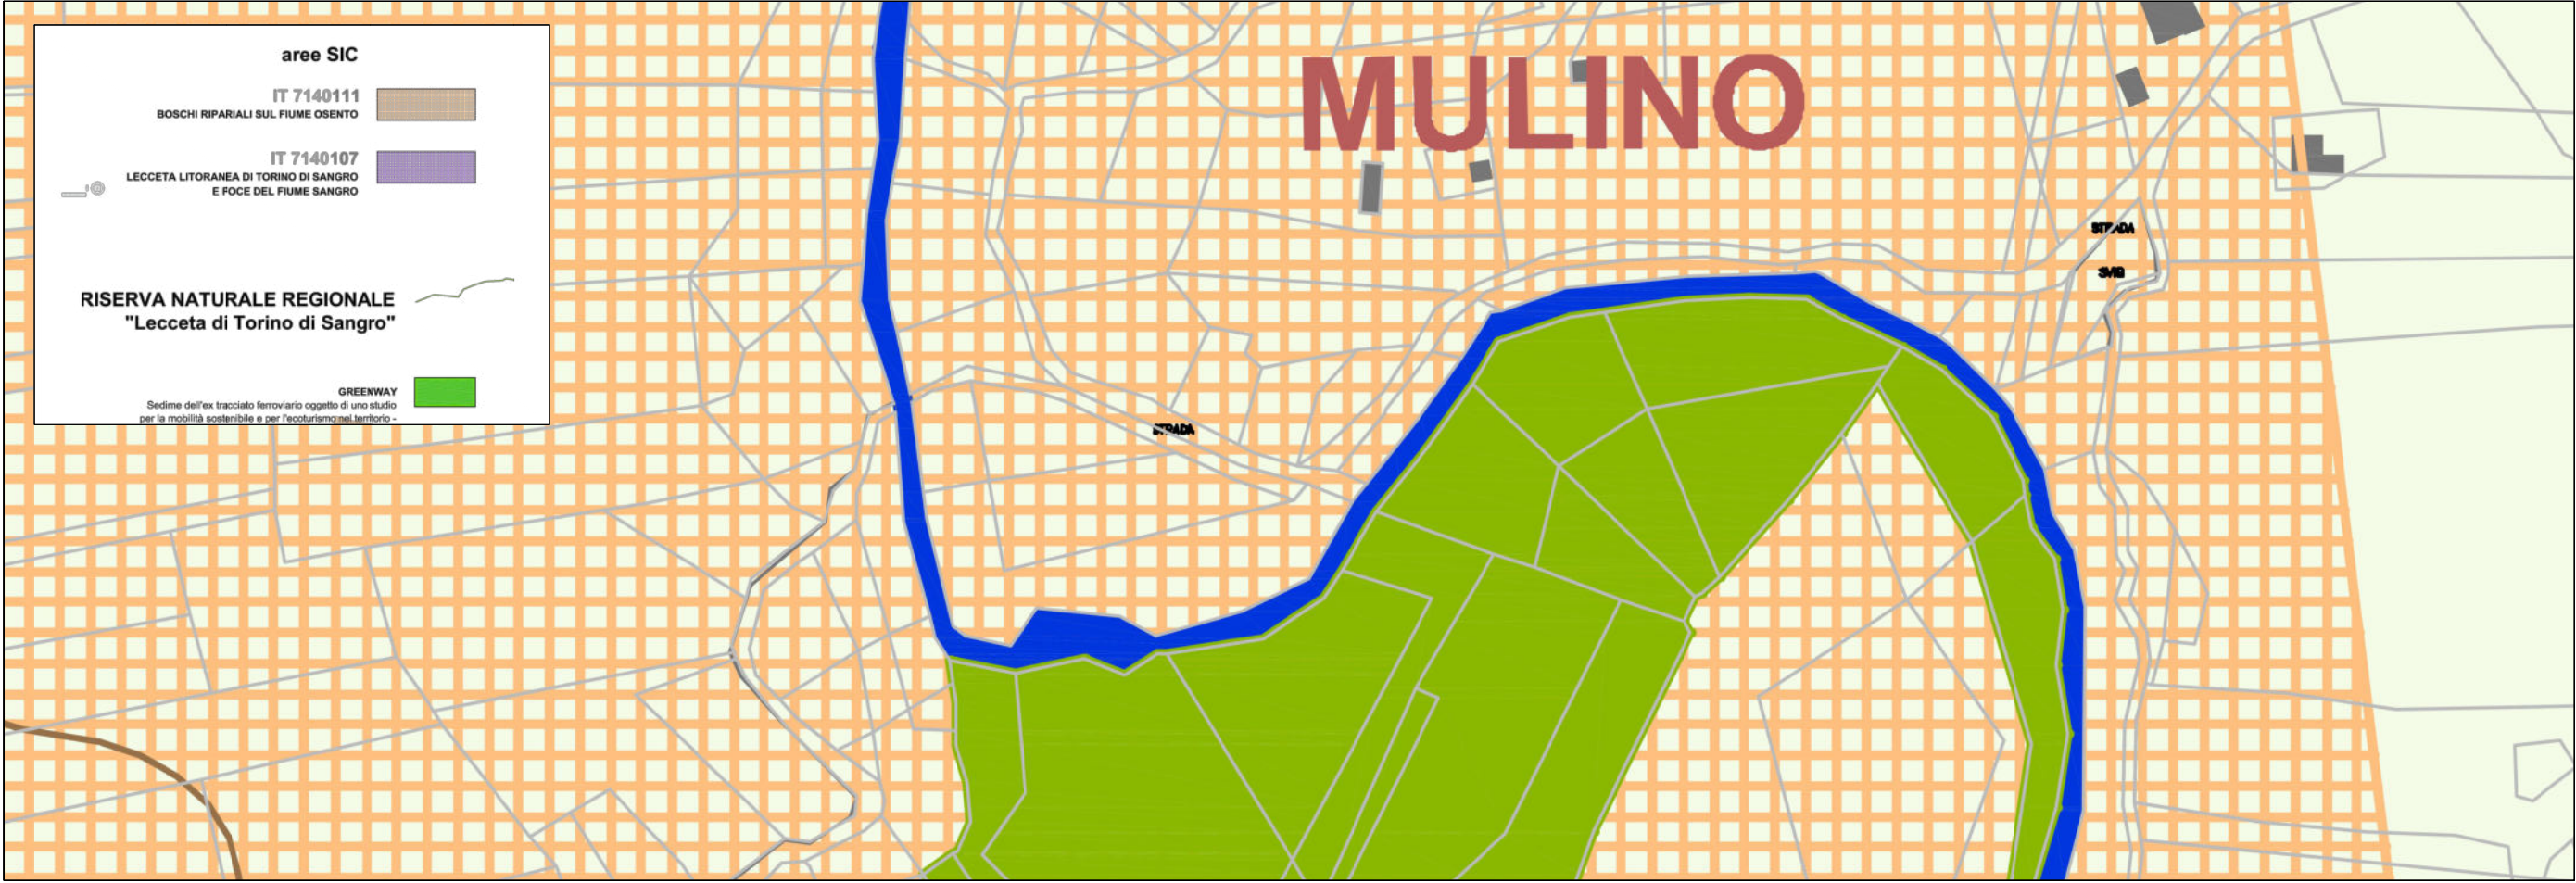 aree SIC
IT 7140111
BOSCHI RIPARIALI SUL FIUME OSENTO
IT 7140107
LECCETA LITORANEA DI TORINO DI SANGRO
E FOCE DEL FIUME SANGRO
RISERVA NATURALE REGIONALE
"Lecceta di Torino di Sangro"
GREENWAY
Sedime dell'ex tracciato ferroviario oggetto di uno studio
per la mobilità sostenibile e per l'ecoturismo nel territorio -
MULINO
STRADA
STRADA